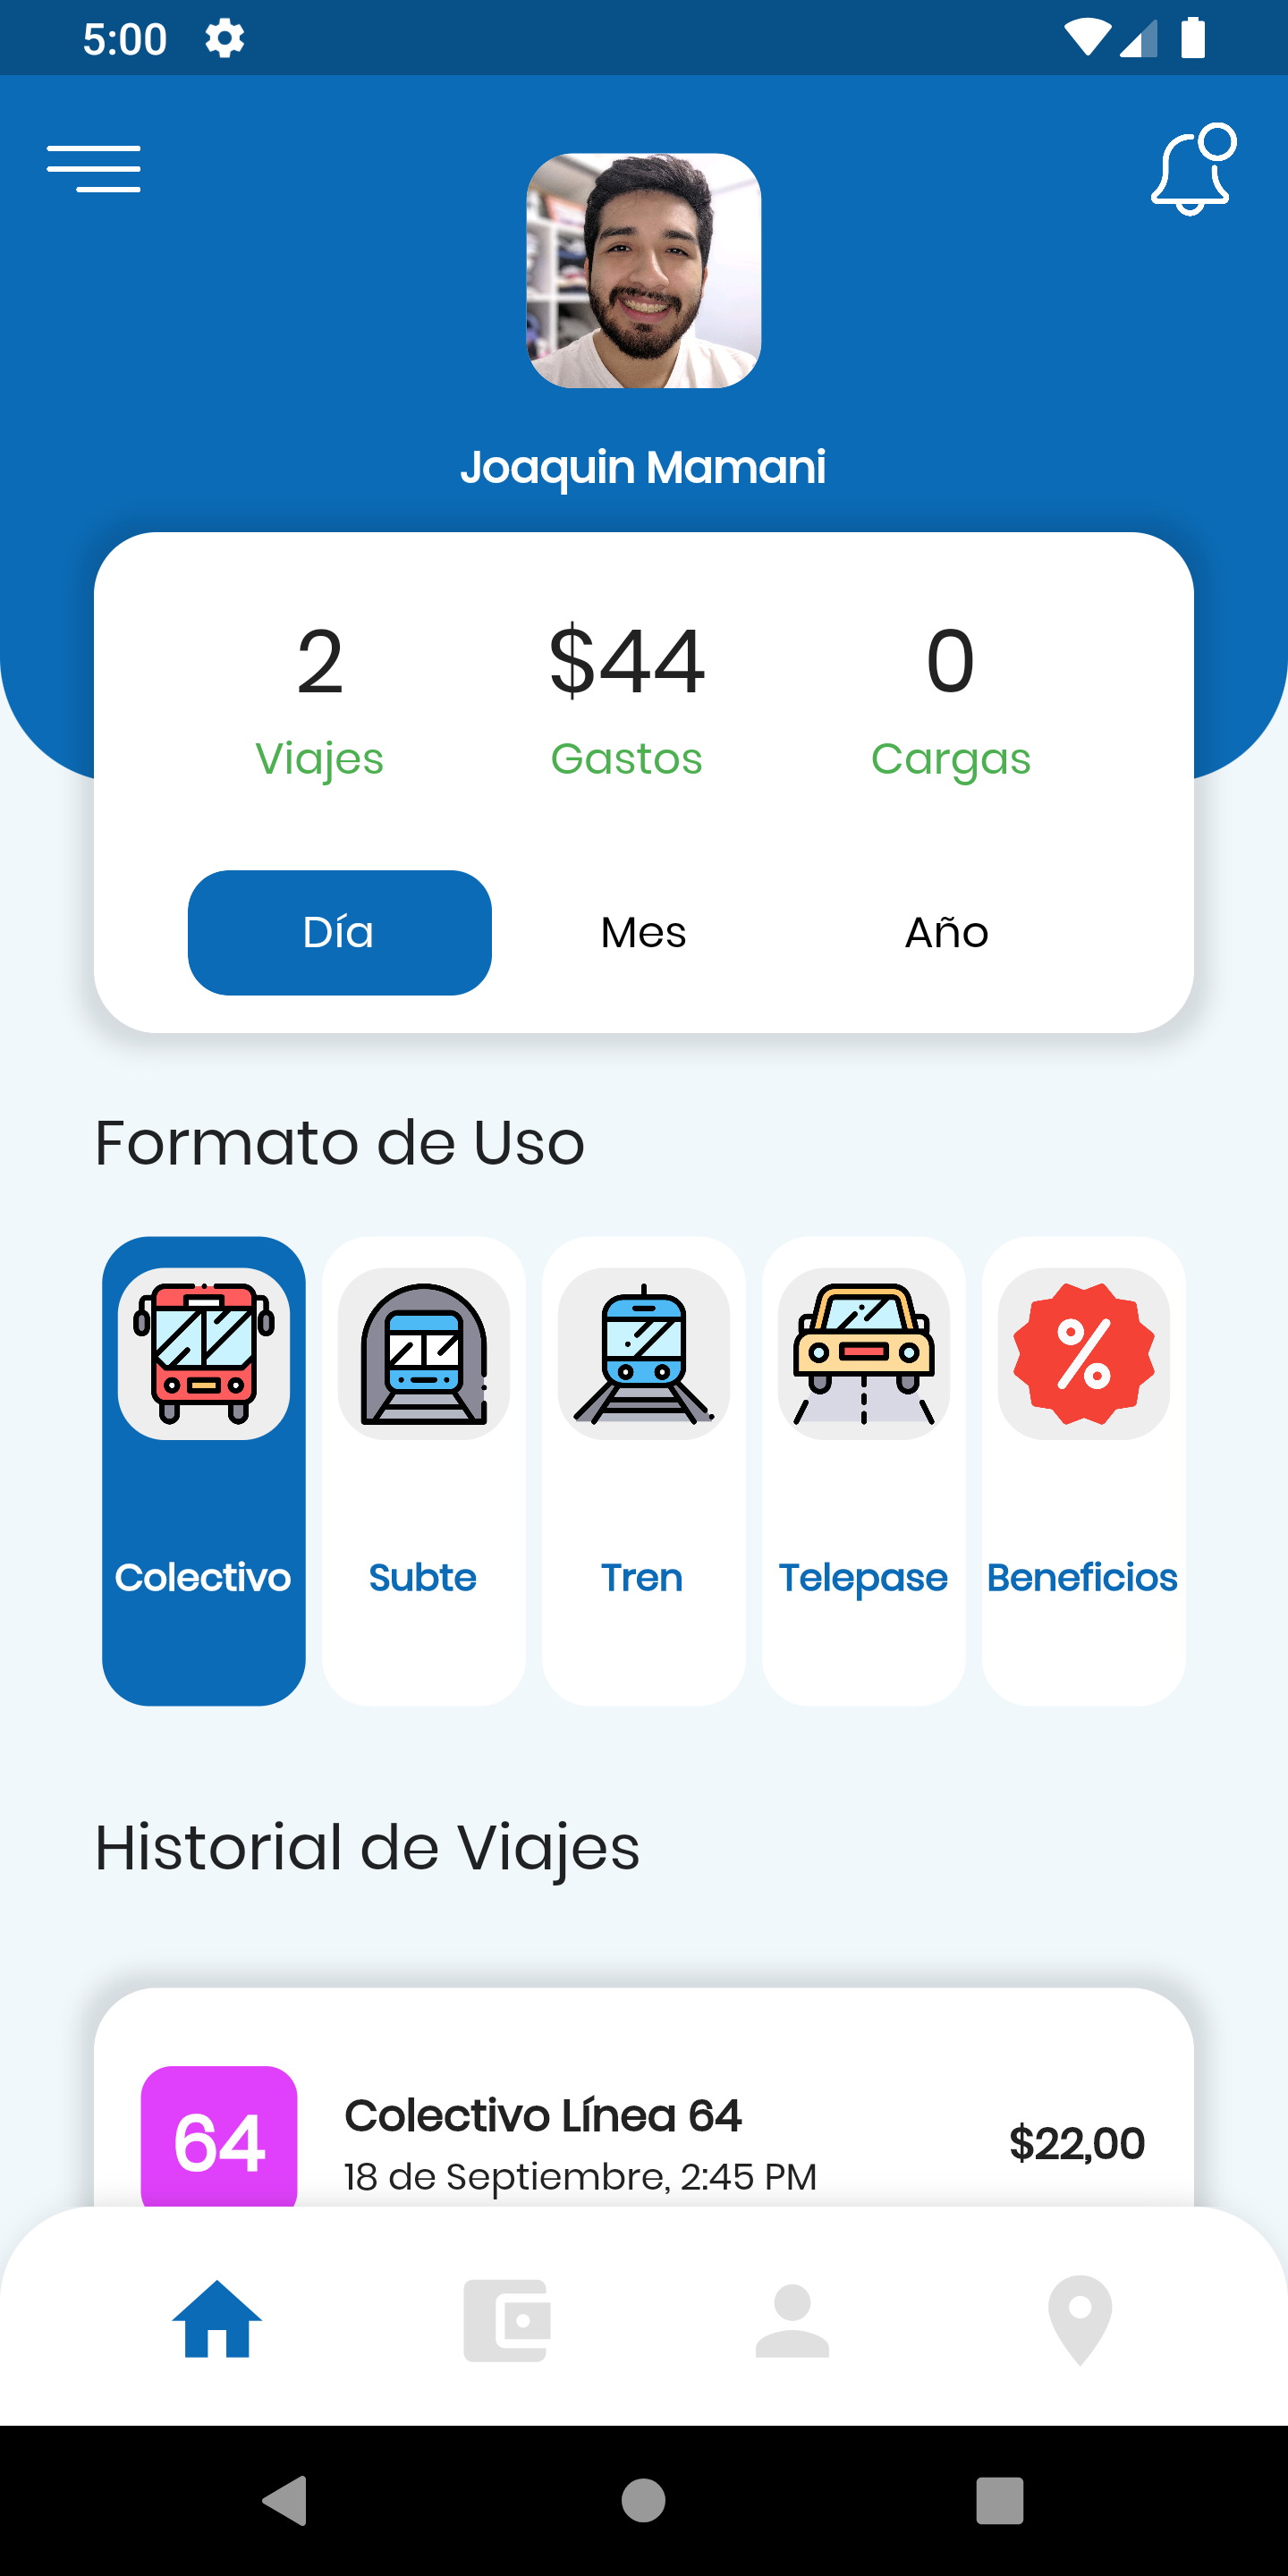 5:00
Joaquin Mamani
2 $44 0
Viajes Gastos Cargas
Día Mes Año
Formato de Uso
%
Colectivo Subte Tren Telepase Beneficios
Historial de Viajes
64
Colectivo Línea 64
18 de Septiembre, 2:45 PM
$22,00